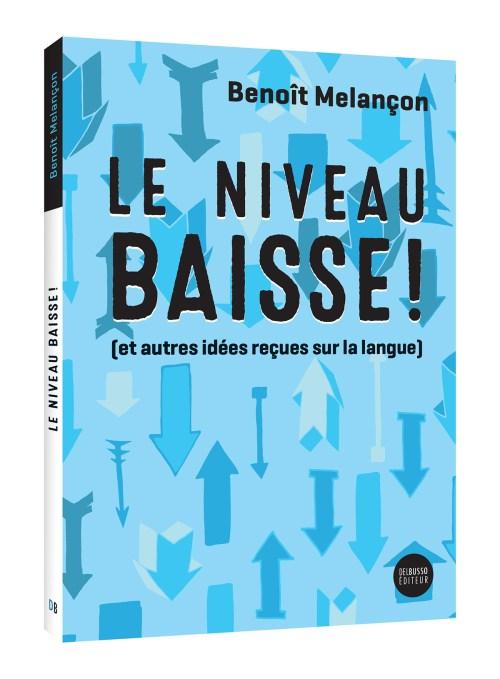 Benoît Melançon
LE NIVEAU
BAISSE!
(et autres idées reçues sur la langue)
DELBUSSO
ÉDITEUR
Benoît Melançon
LE NIVEAU BAISSE!
DB